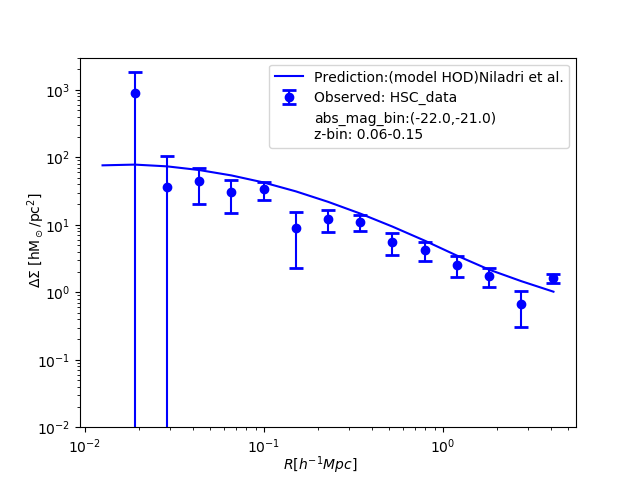 Prediction:(model HOD)Niladri et al.
Observed: HSC_data
abs_mag_bin:(-22.0,-21.0)
z-bin: 0.06-0.15
ΔΣ [hM☉/pc²]
10³
10²
10¹
10⁰
10⁻¹
10⁻²
10⁻² 10⁻¹ 10⁰
R[h⁻¹Mpc]